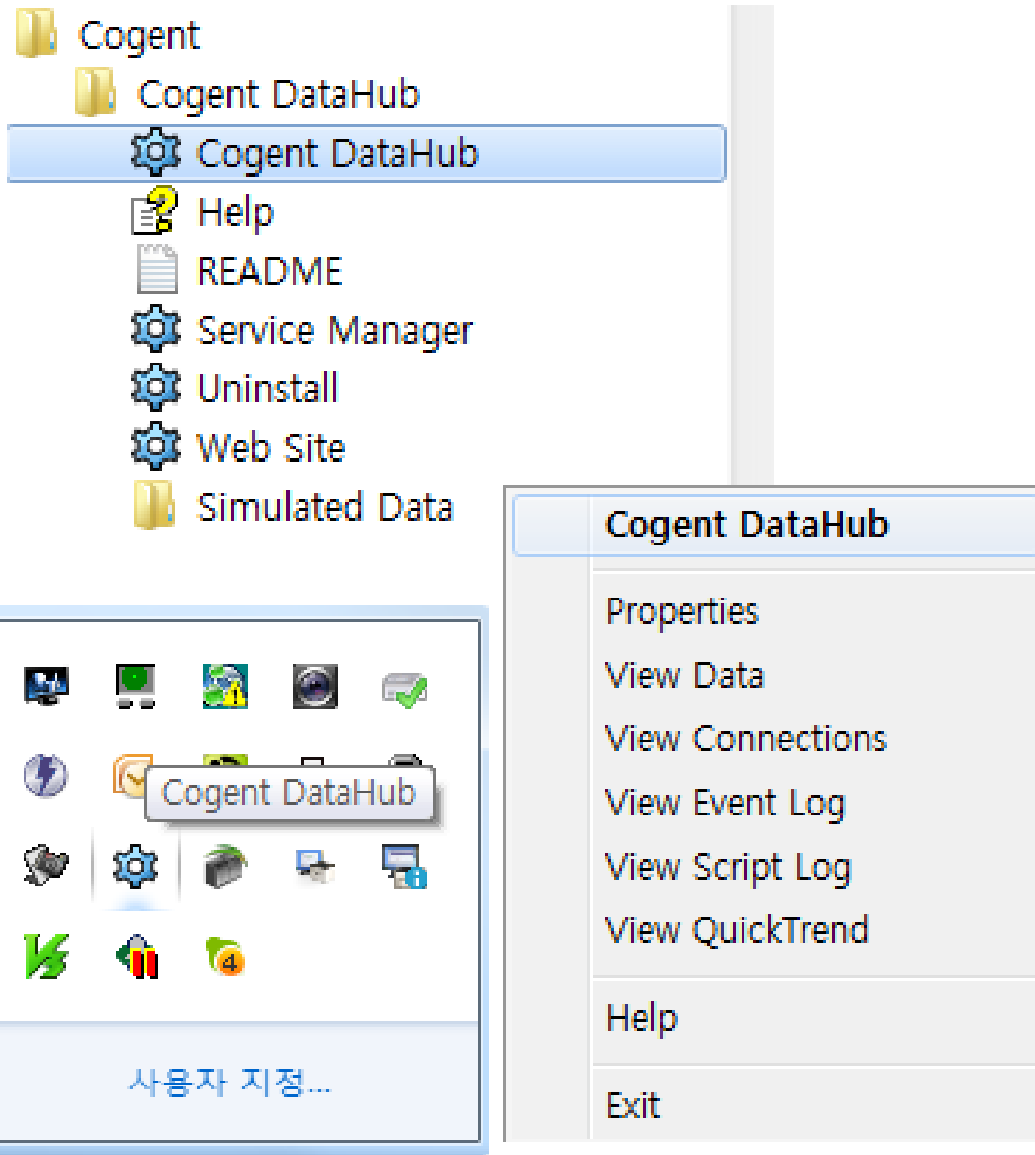 Cogent
Cogent DataHub
Cogent DataHub
Help
README
Service Manager
Uninstall
Web Site
Simulated Data
Cogent DataHub
Properties
View Data
View Connections
View Event Log
View Script Log
View QuickTrend
Help
Exit
Cogent DataHub
4
사용자 지정...